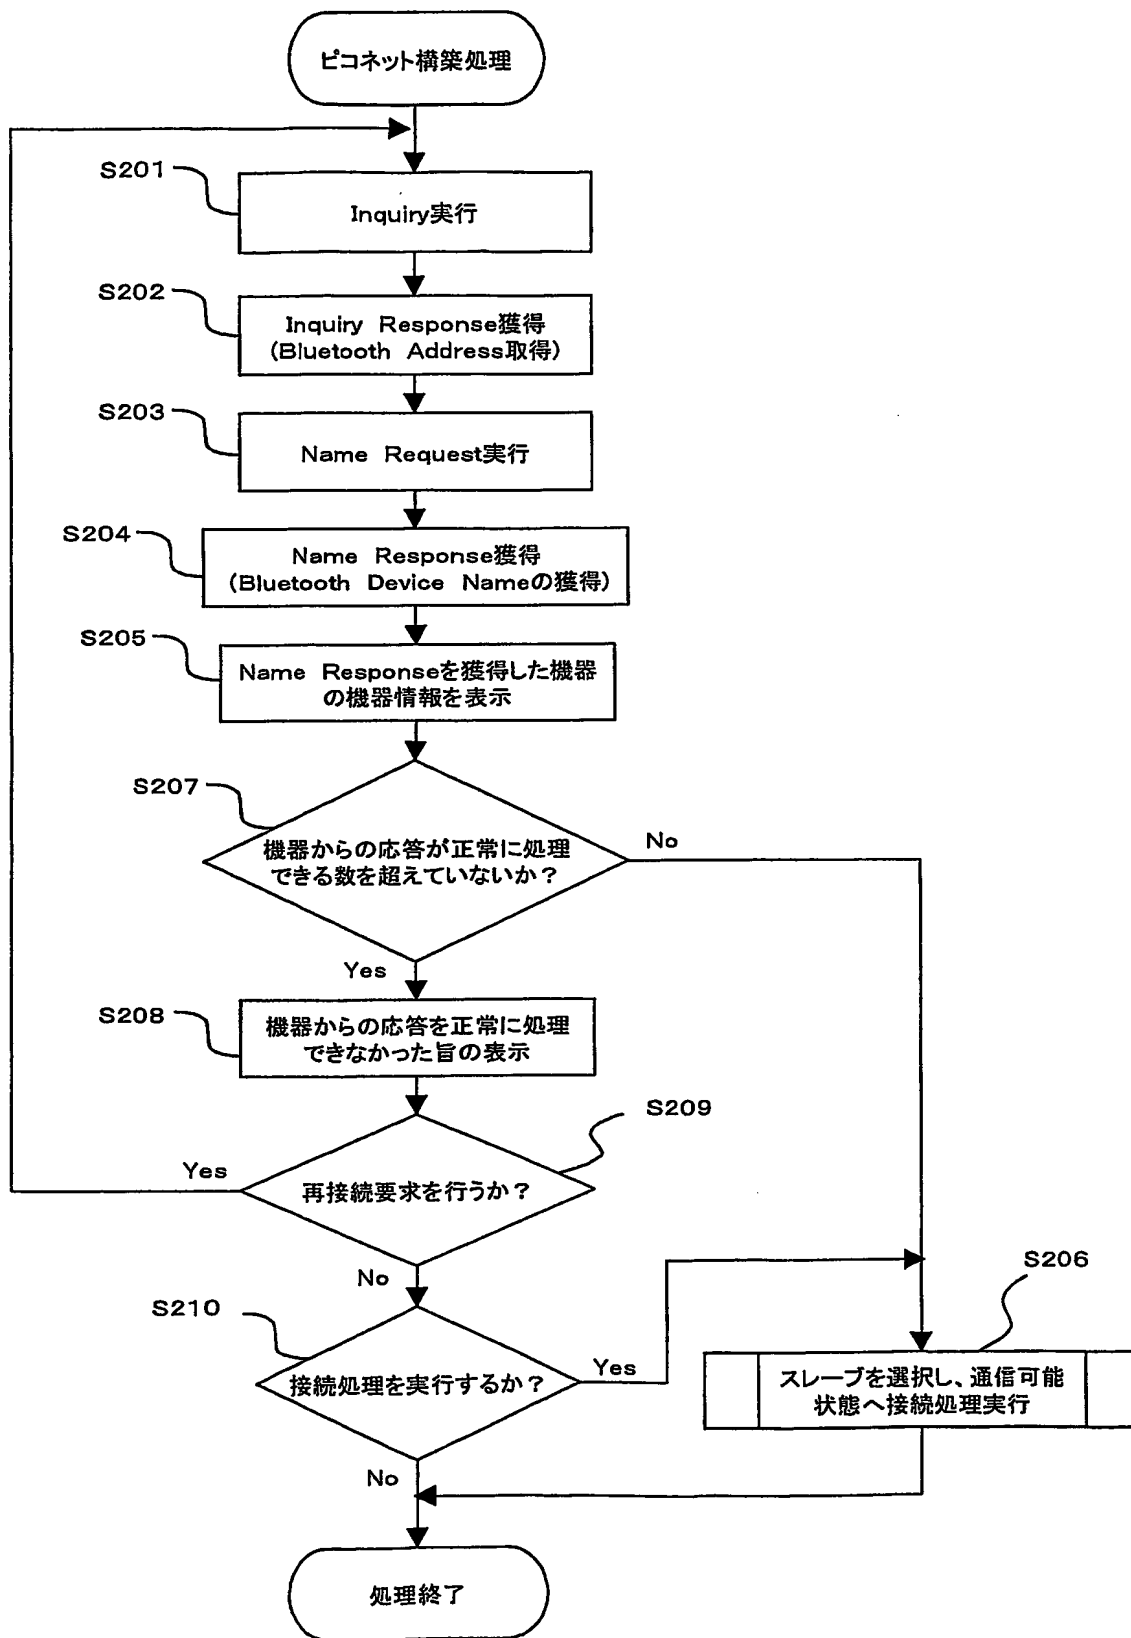 ピコネット構築処理
S201
Inquiry実行
S202
Inquiry Response獲得
(Bluetooth Address取得)
S203
Name Request実行
S204
Name Response獲得
(Bluetooth Device Nameの獲得)
S205
Name Responseを獲得した機器
の機器情報を表示
S207
機器からの応答が正常に処理
できる数を超えていないか？
No
Yes
S208
機器からの応答を正常に処理
できなかった旨の表示
S209
Yes
再接続要求を行うか？
No
S206
S210
接続処理を実行するか？
Yes
スレーブを選択し、通信可能
状態へ接続処理実行
No
処理終了